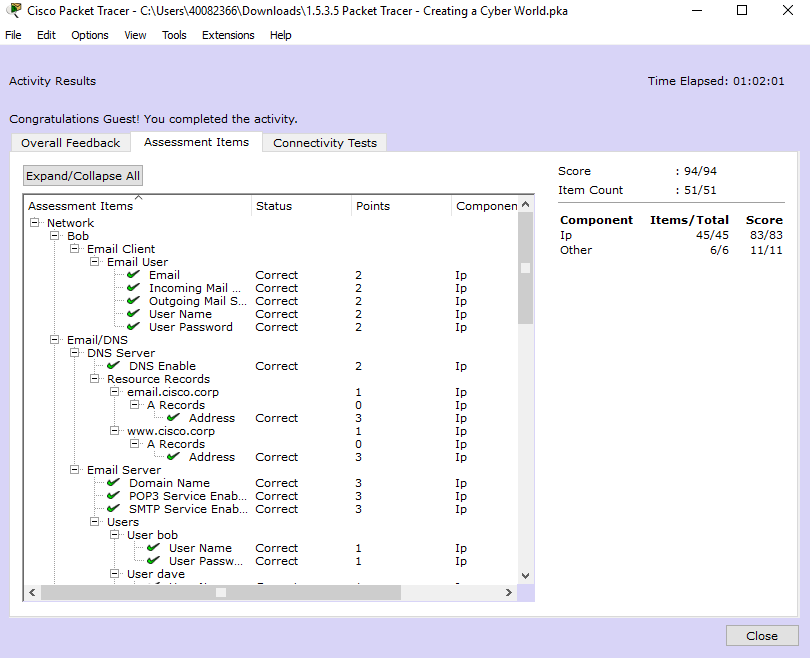 Cisco Packet Tracer - C:\Users\40082366\Downloads\1.5.3.5 Packet Tracer - Creating a Cyber World.pka
File Edit Options View Tools Extensions Help
Activity Results
Time Elapsed: 01:02:01
Congratulations Guest! You completed the activity.
Overall Feedback Assessment Items Connectivity Tests
Expand/Collapse All
Assessment Items Status Points Componen
Network
Bob
Email Client
Email User
Email Correct 2 Ip
Incoming Mail ... Correct 2 Ip
Outgoing Mail S... Correct 2 Ip
User Name Correct 2 Ip
User Password Correct 2 Ip
Email/DNS
DNS Server
DNS Enable Correct 2 Ip
Resource Records
email.cisco.corp 1 Ip
A Records 0 Ip
Address Correct 3 Ip
www.cisco.corp 1 Ip
A Records 0 Ip
Address Correct 3 Ip
Email Server
Domain Name Correct 3 Ip
POP3 Service Enab... Correct 3 Ip
SMTP Service Enab... Correct 3 Ip
Users
User bob
User Name Correct 1 Ip
User Passw... Correct 1 Ip
User dave
Score : 94/94
Item Count : 51/51
Component Items/Total Score
Ip 45/45 83/83
Other 6/6 11/11
Close